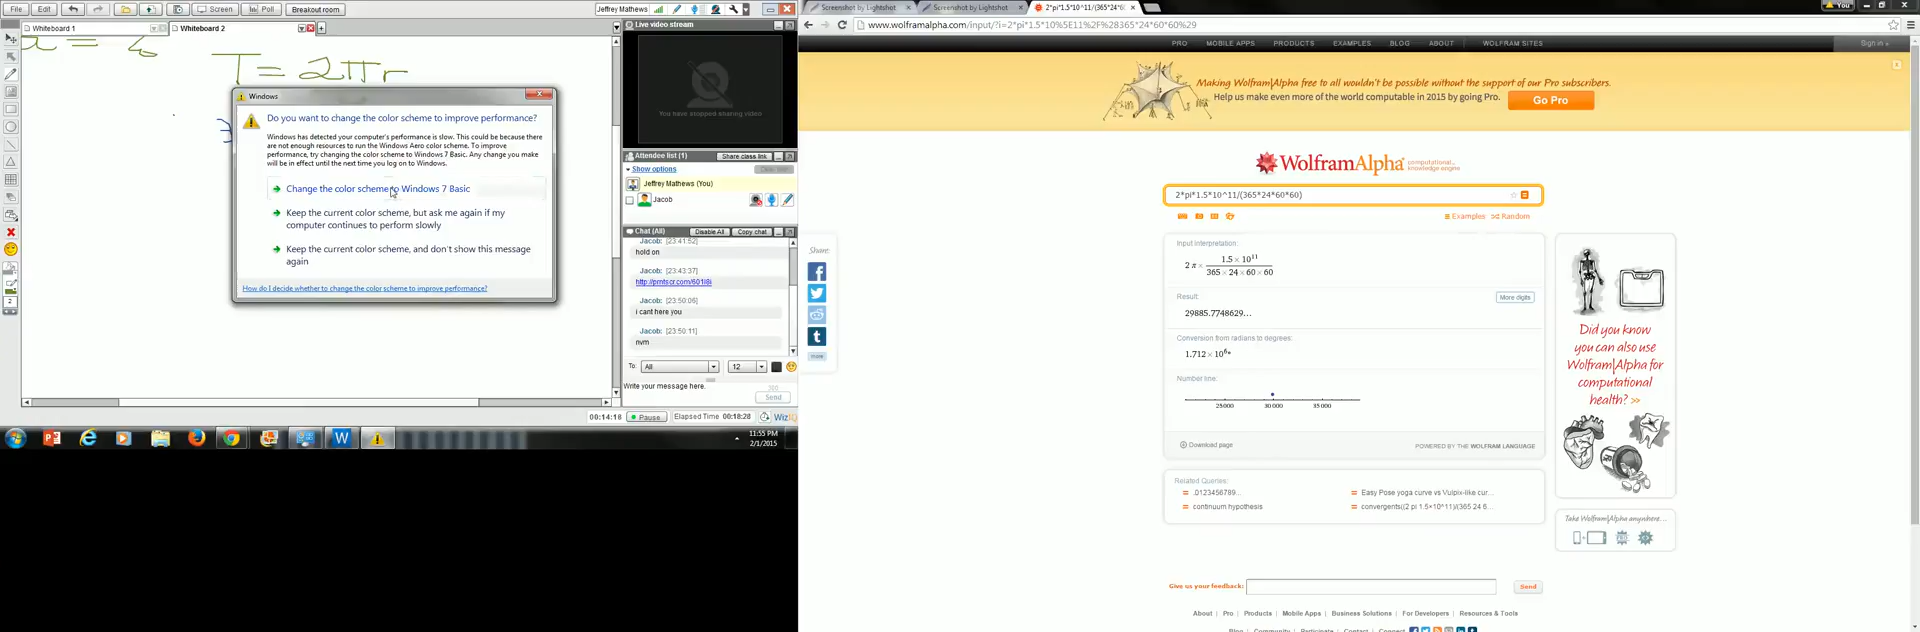 File
Edit
Screen
Poll
Breakout room
Jeffrey Mathews
Whiteboard 1
Whiteboard 2
T = 2πr
Windows
Do you want to change the color scheme to improve performance?
Windows has detected your computer's performance is slow. This could be because there
are not enough resources to run the Windows Aero color scheme. To improve
performance, try changing the color scheme to Windows 7 Basic. Any change you make
will be in effect until the next time you log on to Windows.
Change the color scheme to Windows 7 Basic
Keep the current color scheme, but ask me again if my
computer continues to perform slowly
Keep the current color scheme, and don't show this message
again
How do I decide whether to change the color scheme to improve performance?
2
Live video stream
You have stopped sharing video
Attendee list (1)
Share class link
Show options
Jeffrey Mathews (You)
Jacob
Chat (All)
Disable All
Copy chat
Jacob: [23:41:52]
hold on
Jacob: [23:43:37]
http://prntscr.com/601l8i
Jacob: [23:50:06]
i cant here you
Jacob: [23:50:11]
nvm
To:
All
12
Write your message here.
Send
00:14:18
Pause
Elapsed Time 00:18:28
11:55 PM
2/1/2015
Screenshot by Lightshot
Screenshot by Lightshot
2*pi*1.5*10^11/(365*24*6
You
www.wolframalpha.com/input/?i=2*pi*1.5*10%5E11%2F%28365*24*60*60%29
PRO
MOBILE APPS
PRODUCTS
EXAMPLES
BLOG
ABOUT
WOLFRAM SITES
Sign in
Making Wolfram|Alpha free to all wouldn't be possible without the support of our Pro subscribers.
Help us make even more of the world computable in 2015 by going Pro.
Go Pro
WolframAlpha computational knowledge engine
2*pi*1.5*10^11/(365*24*60*60)
Examples
Random
Share:
more
Input interpretation:
2 π × 1.5 × 10^11
365 × 24 × 60 × 60
Result:
More digits
29885.7748629...
Conversion from radians to degrees:
1.712 × 10^6°
Number line:
25000
30000
35000
Download page
POWERED BY THE WOLFRAM LANGUAGE
Related Queries:
.0123456789...
Easy Pose yoga curve vs Vulpix-like cur...
continuum hypothesis
convergents((2 pi 1.5×10^11)/(365 24 6...
Did you know
you can also use
Wolfram|Alpha for
computational
health? >>
Take Wolfram|Alpha anywhere...
Give us your feedback:
Send
About
Pro
Products
Mobile Apps
Business Solutions
For Developers
Resources & Tools
Blog
Community
Participate
Contact
Connect